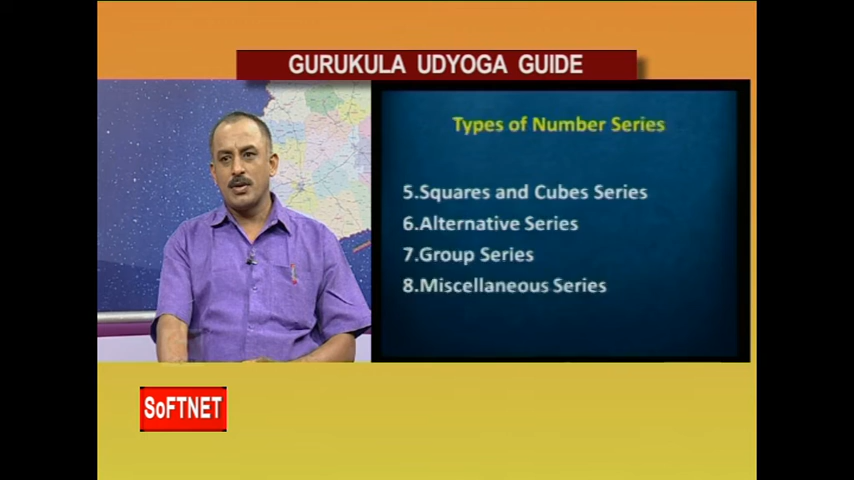 GURUKULA UDYOGA GUIDE
Types of Number Series
5.Squares and Cubes Series
6.Alternative Series
7.Group Series
8.Miscellaneous Series
SoFTNET